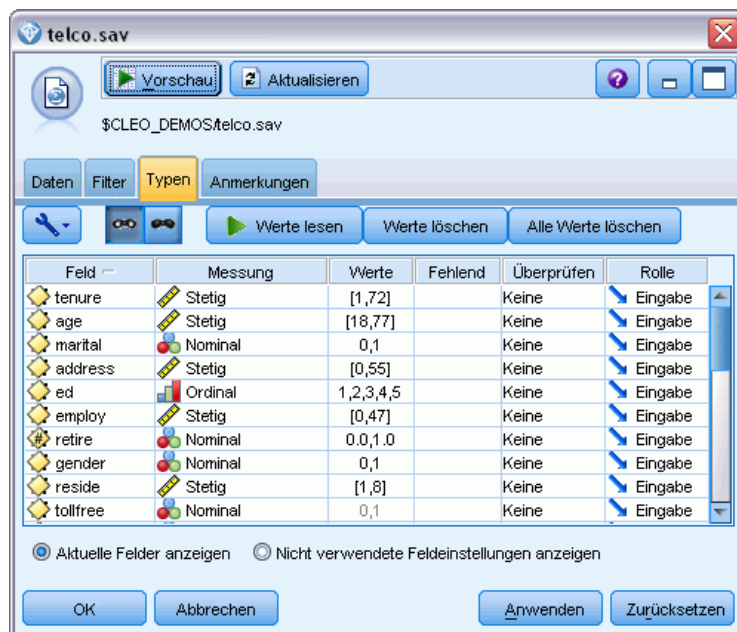 telco.sav
Vorschau Aktualisieren
$CLEO_DEMOS/telco.sav
Daten Filter Typen Anmerkungen
Werte lesen Werte löschen Alle Werte löschen
Feld Messung Werte Fehlend Überprüfen Rolle
tenure Stetig [1,72] Keine Eingabe
age Stetig [18,77] Keine Eingabe
marital Nominal 0,1 Keine Eingabe
address Stetig [0,55] Keine Eingabe
ed Ordinal 1,2,3,4,5 Keine Eingabe
employ Stetig [0,47] Keine Eingabe
retire Nominal 0.0,1.0 Keine Eingabe
gender Nominal 0,1 Keine Eingabe
reside Stetig [1,8] Keine Eingabe
tollfree Nominal 0,1 Keine Eingabe
Aktuelle Felder anzeigen Nicht verwendete Feldeinstellungen anzeigen
OK Abbrechen Anwenden Zurücksetzen